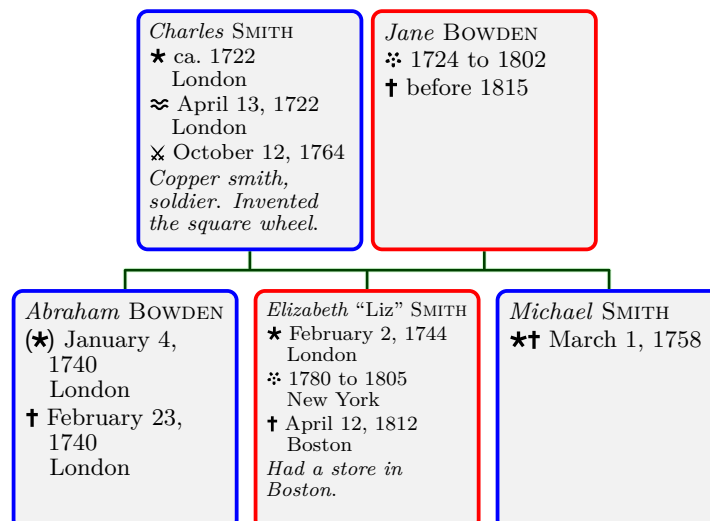 Charles SMITH
★ ca. 1722
London
≈ April 13, 1722
London
⚔ October 12, 1764
Copper smith,
soldier. Invented
the square wheel.
Jane BOWDEN
⁘ 1724 to 1802
† before 1815
Abraham BOWDEN
(★) January 4,
1740
London
† February 23,
1740
London
Elizabeth “Liz” SMITH
★ February 2, 1744
London
⁘ 1780 to 1805
New York
† April 12, 1812
Boston
Had a store in
Boston.
Michael SMITH
★† March 1, 1758